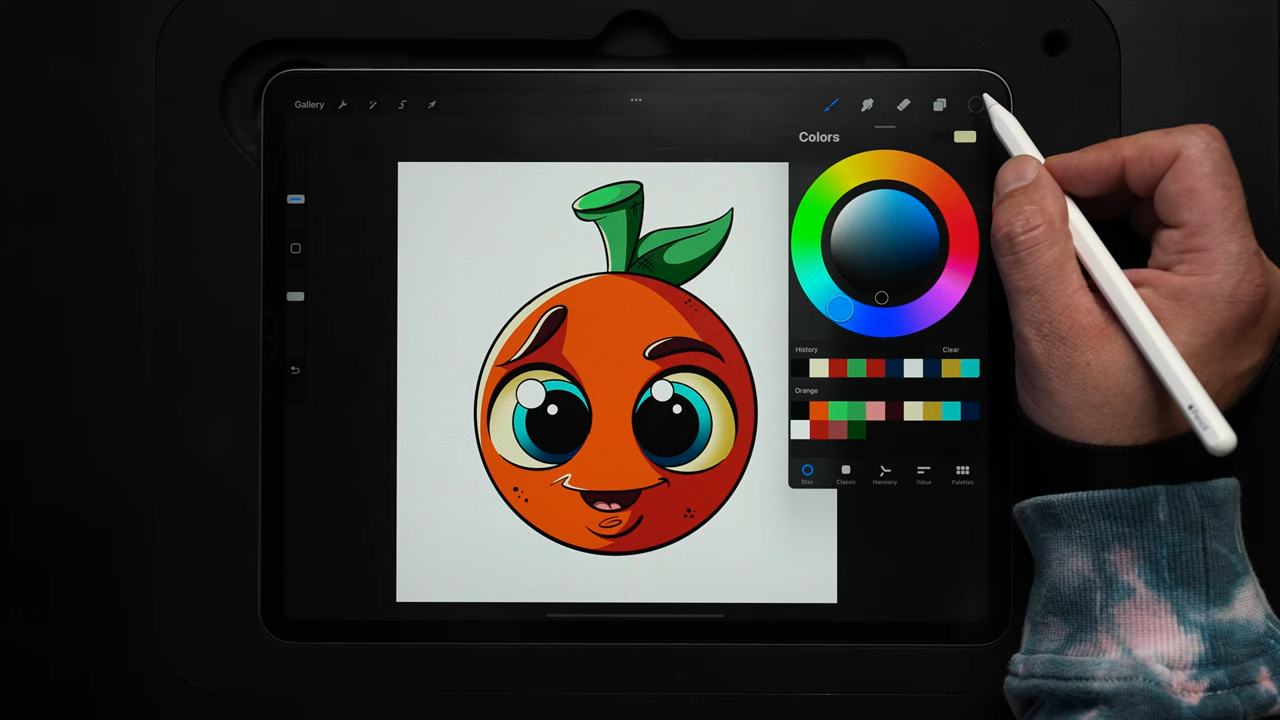 Gallery
Colors
History Clear
Orange
Disc Classic Harmony Value Palettes